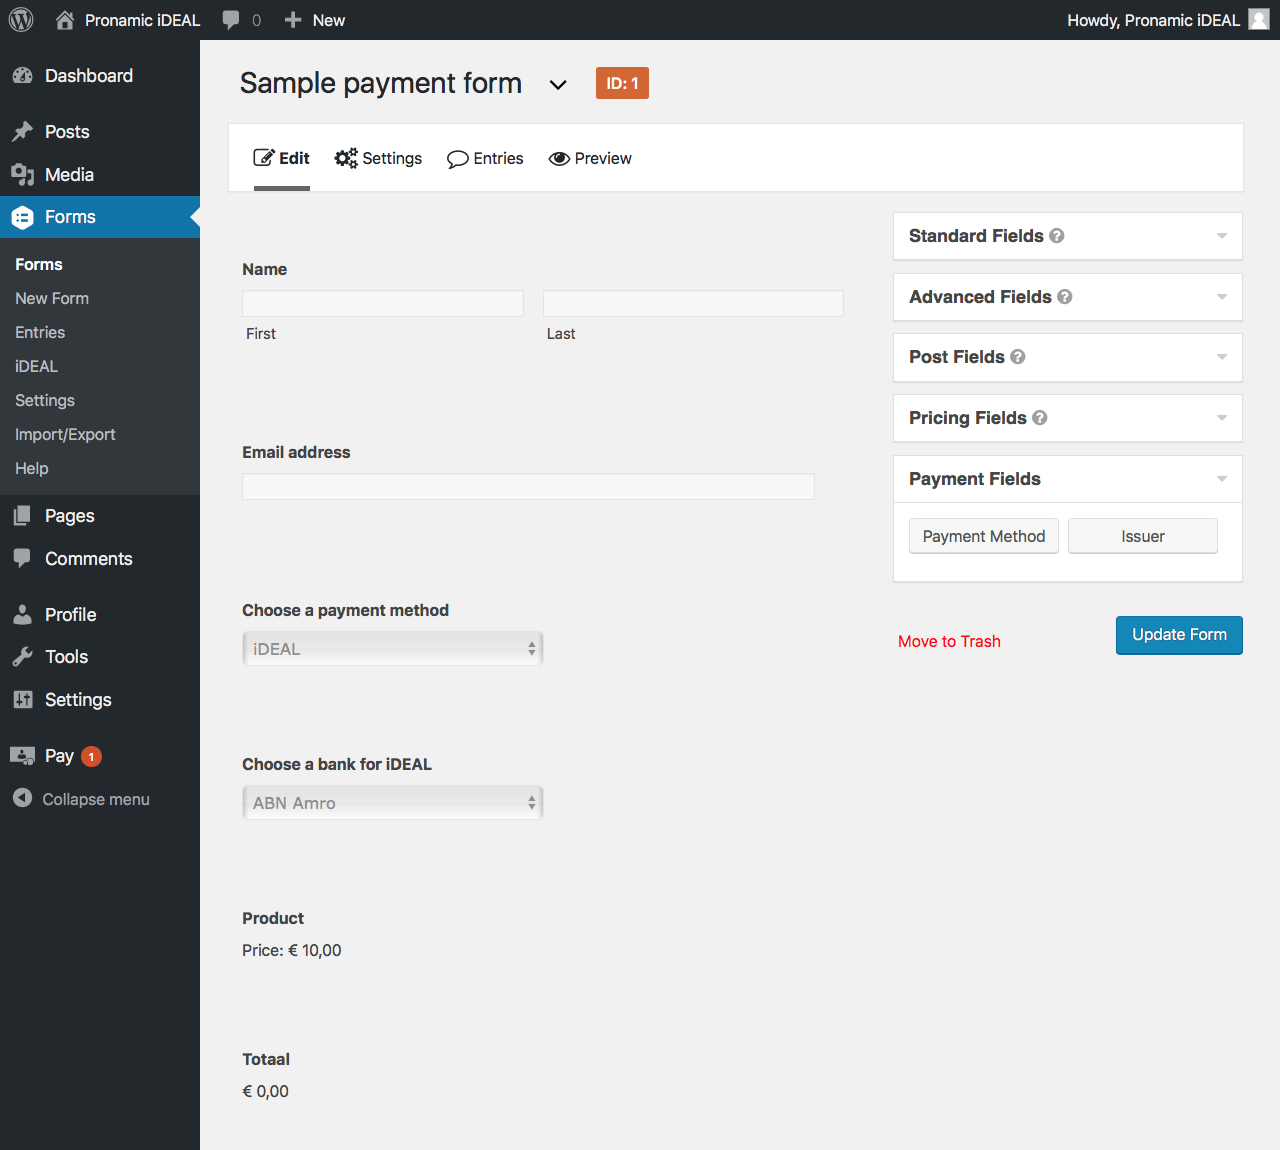 Pronamic iDEAL 0 New Howdy, Pronamic iDEAL
Dashboard
Posts
Media
Forms
Forms
New Form
Entries
iDEAL
Settings
Import/Export
Help
Pages
Comments
Profile
Tools
Settings
Pay 1
Collapse menu
Sample payment form ID: 1
Edit Settings Entries Preview
Name
First Last
Email address
Choose a payment method
iDEAL
Choose a bank for iDEAL
ABN Amro
Product
Price: € 10,00
Totaal
€ 0,00
Standard Fields ?
Advanced Fields ?
Post Fields ?
Pricing Fields ?
Payment Fields
Payment Method Issuer
Move to Trash Update Form